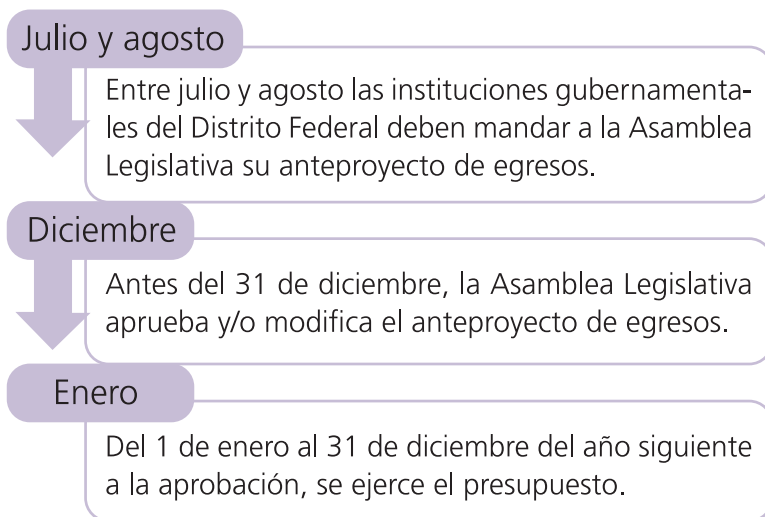 Julio y agosto
Entre julio y agosto las instituciones gubernamenta-
les del Distrito Federal deben mandar a la Asamblea
Legislativa su anteproyecto de egresos.
Diciembre
Antes del 31 de diciembre, la Asamblea Legislativa
aprueba y/o modifica el anteproyecto de egresos.
Enero
Del 1 de enero al 31 de diciembre del año siguiente
a la aprobación, se ejerce el presupuesto.